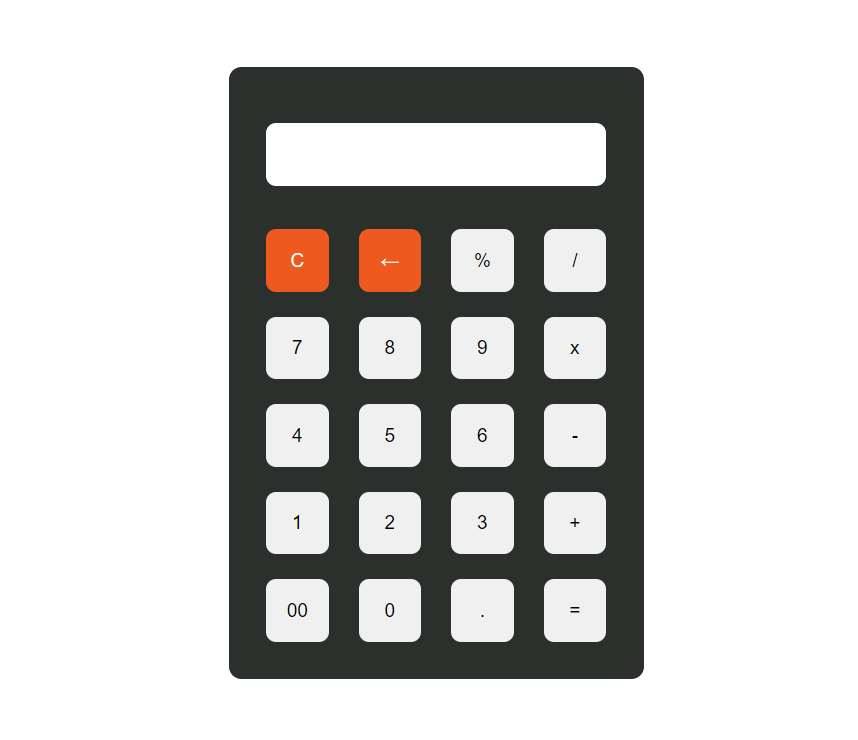 C ← % /
7 8 9 x
4 5 6 -
1 2 3 +
00 0 . =